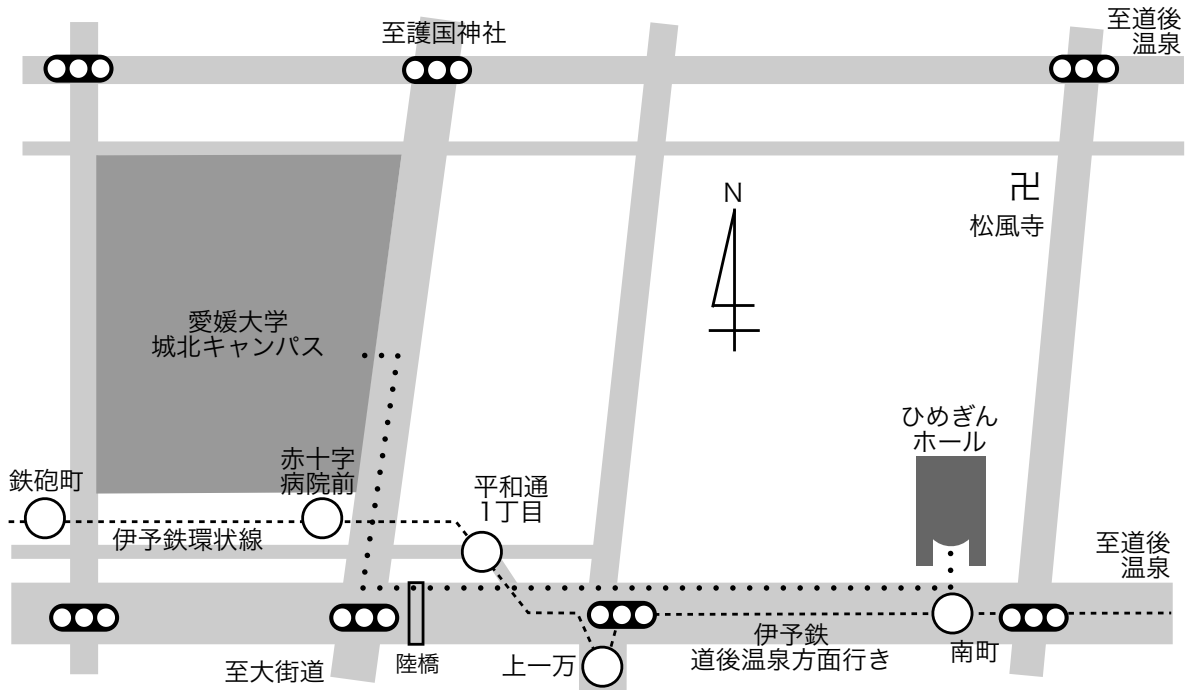 至護国神社
至道後
温泉
N
卍
松風寺
愛媛大学
城北キャンパス
ひめぎん
ホール
鉄砲町
赤十字
病院前
平和通
1丁目
伊予鉄環状線
至道後
温泉
至大街道
陸橋
上一万
伊予鉄
道後温泉方面行き
南町